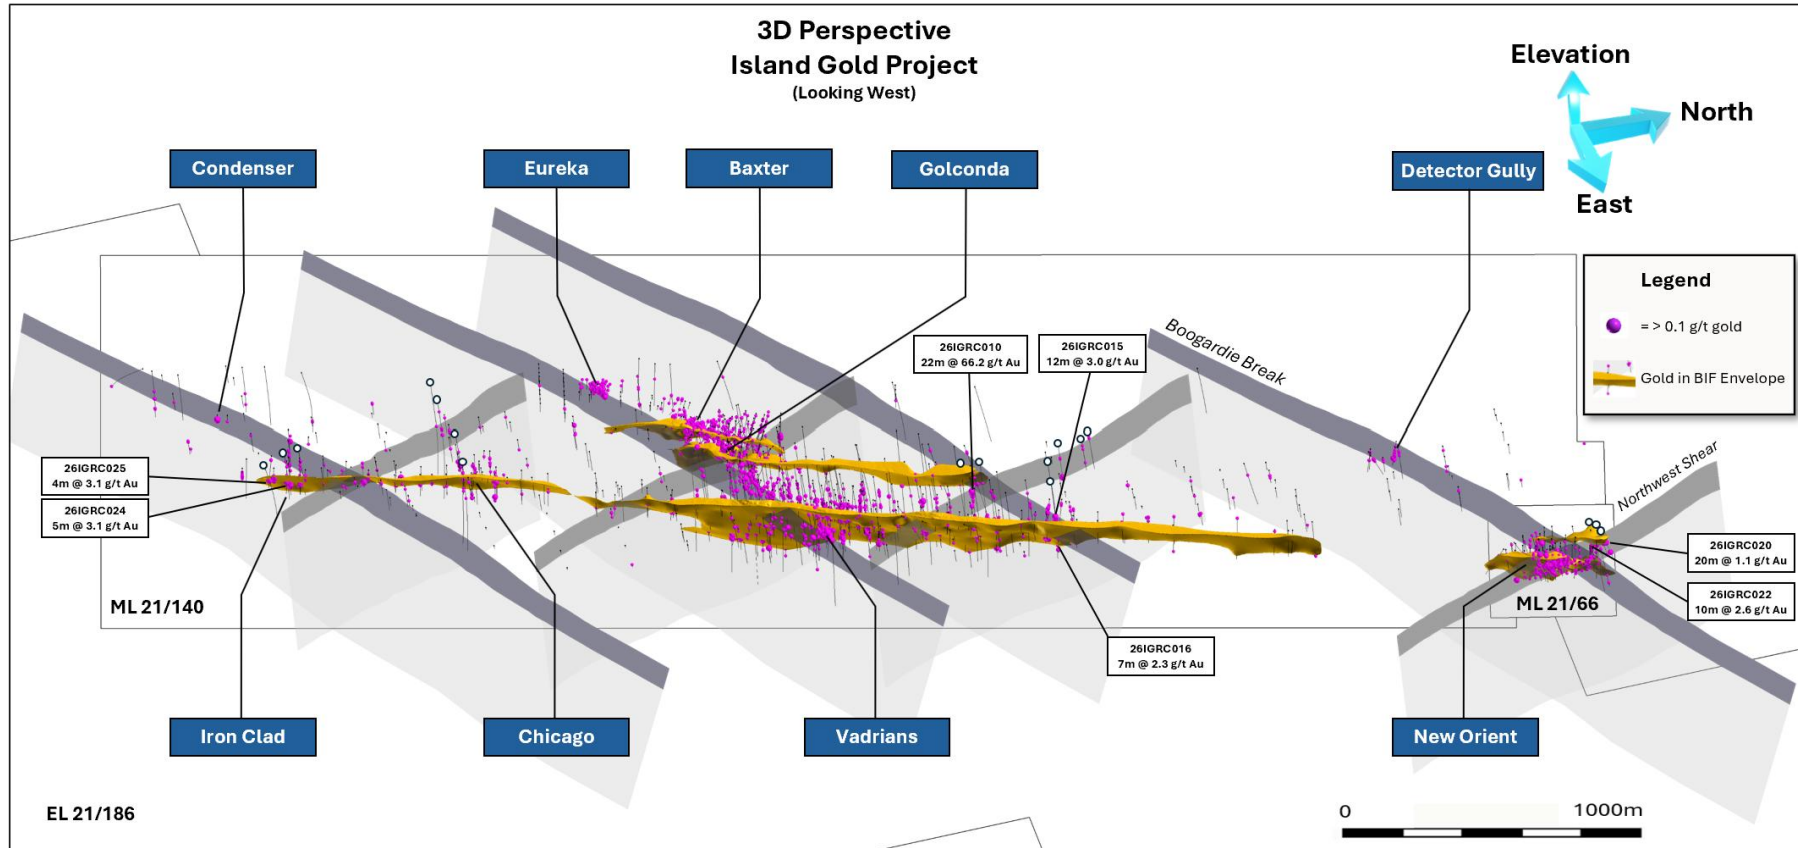 3D Perspective
Island Gold Project
(Looking West)
Elevation
North
East
Condenser
Eureka
Baxter
Golconda
Detector Gully
Legend
= > 0.1 g/t gold
Gold in BIF Envelope
Boogardie Break
26IGRC010
22m @ 66.2 g/t Au
26IGRC015
12m @ 3.0 g/t Au
Northwest Shear
26IGRC025
4m @ 3.1 g/t Au
26IGRC024
5m @ 3.1 g/t Au
26IGRC020
20m @ 1.1 g/t Au
26IGRC022
10m @ 2.6 g/t Au
ML 21/140
ML 21/66
26IGRC016
7m @ 2.3 g/t Au
Iron Clad
Chicago
Vadrians
New Orient
EL 21/186
0
1000m